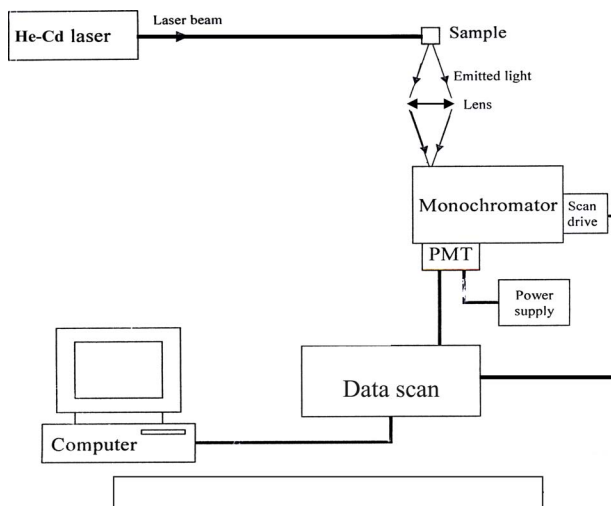 He-Cd laser
Laser beam
Sample
Emitted light
Lens
Monochromator
Scan
drive
PMT
Power
supply
Data scan
Computer